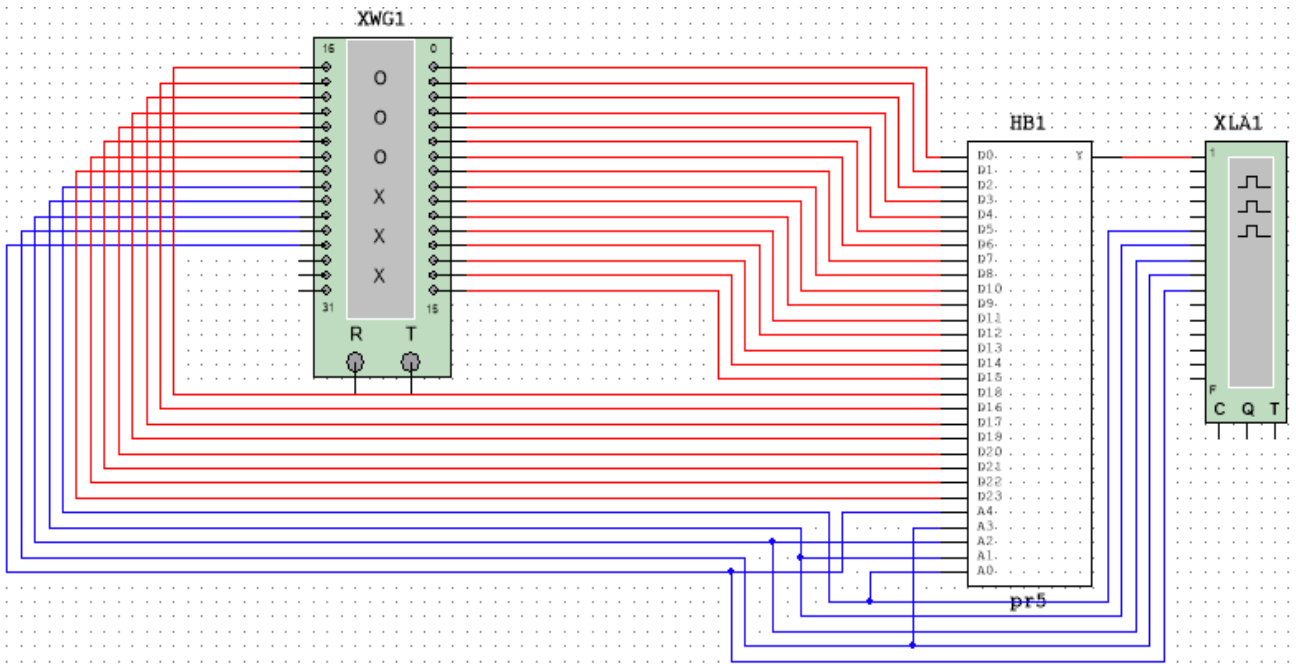 XWG1
16 0
O
O
O
X
X
X
31 15
R T
HB1
D0 Y
D1
D2
D3
D4
D5
D6
D7
D8
D10
D9
D11
D12
D13
D14
D15
D18
D16
D17
D19
D20
D21
D22
D23
A4
A3
A2
A1
A0
pr5
XLA1
1
F
C Q T